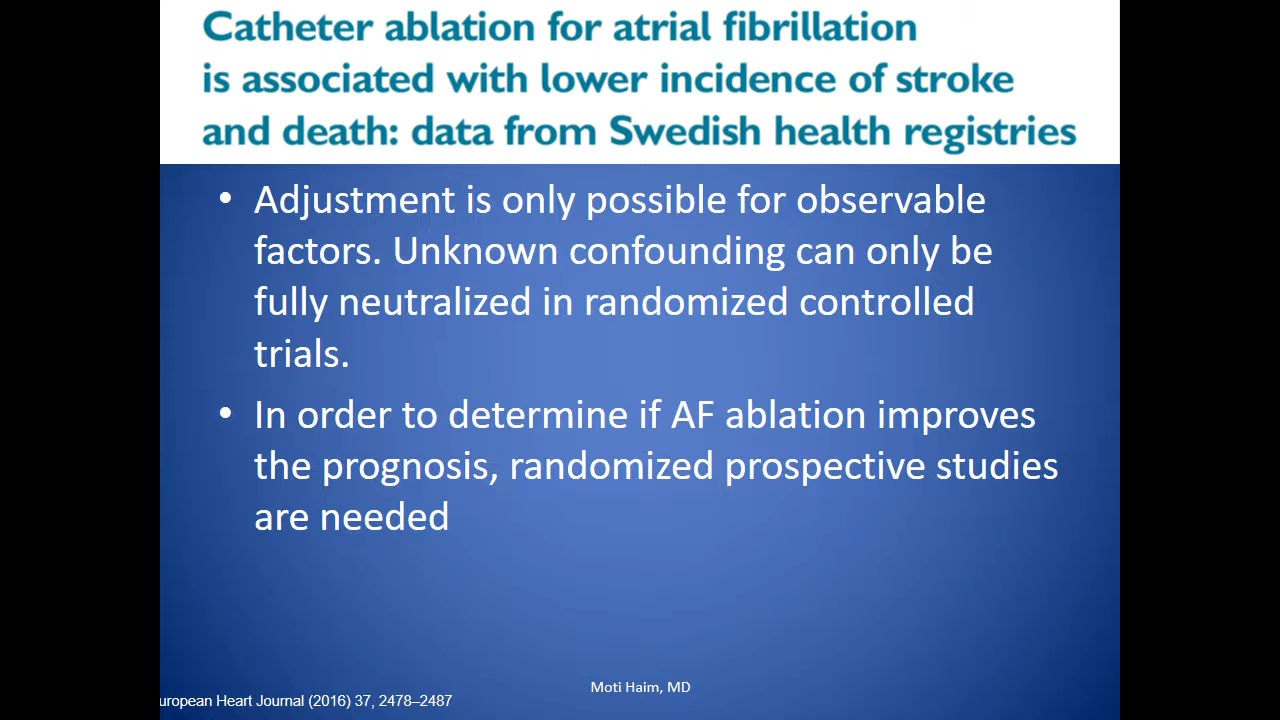 Catheter ablation for atrial fibrillation
is associated with lower incidence of stroke
and death: data from Swedish health registries
• Adjustment is only possible for observable
factors. Unknown confounding can only be
fully neutralized in randomized controlled
trials.
• In order to determine if AF ablation improves
the prognosis, randomized prospective studies
are needed
Moti Haim, MD
uropean Heart Journal (2016) 37, 2478–2487